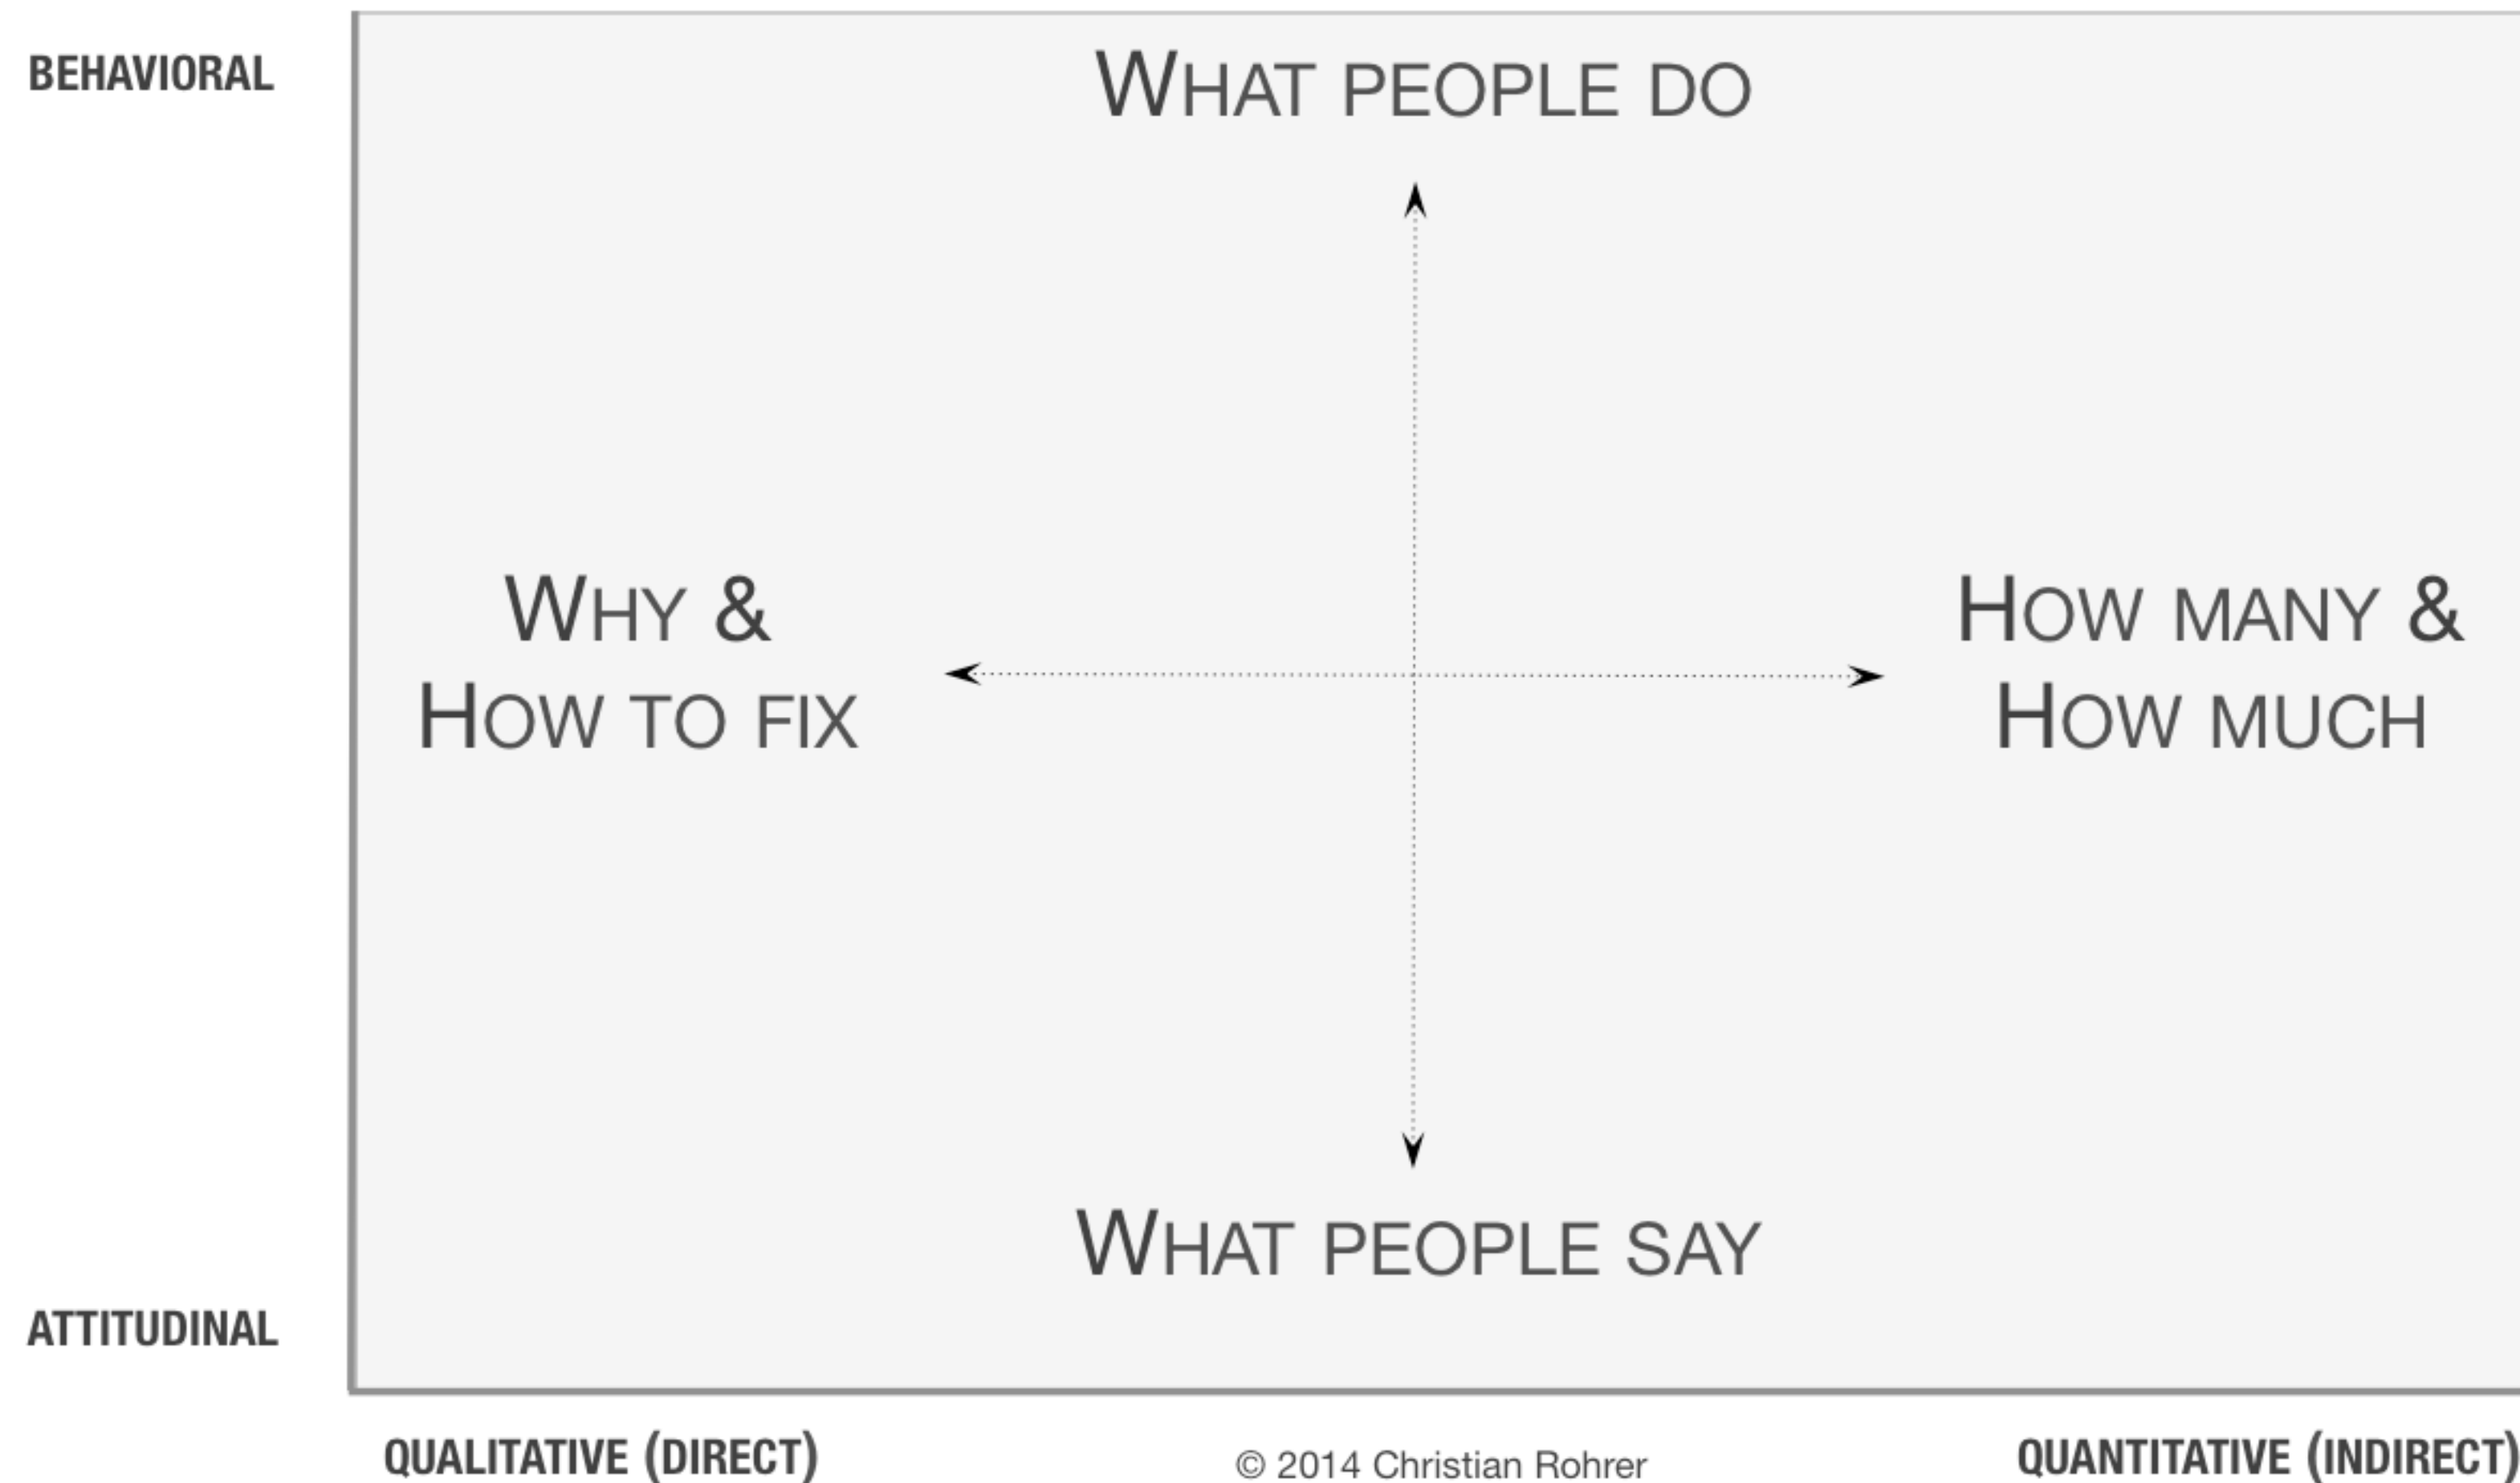 BEHAVIORAL
WHAT PEOPLE DO
WHY &
HOW TO FIX
HOW MANY &
HOW MUCH
WHAT PEOPLE SAY
ATTITUDINAL
QUALITATIVE (DIRECT)
© 2014 Christian Rohrer
QUANTITATIVE (INDIRECT)